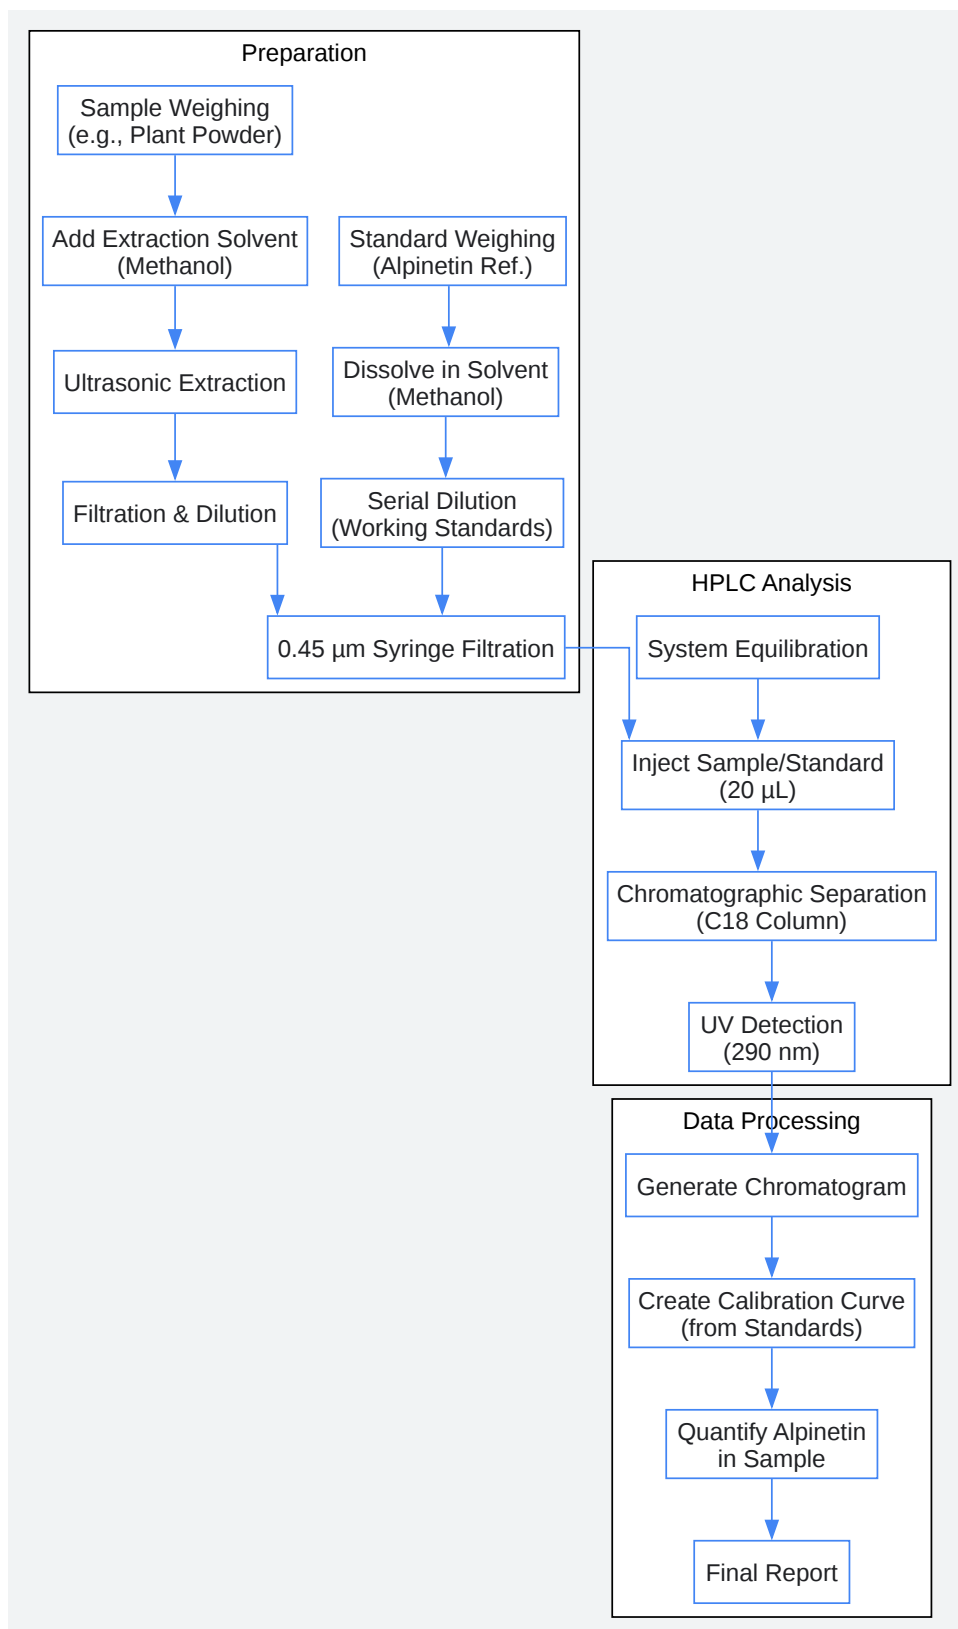 Preparation
Sample Weighing
(e.g., Plant Powder)
Add Extraction Solvent
(Methanol)
Standard Weighing
(Alpinetin Ref.)
Ultrasonic Extraction
Dissolve in Solvent
(Methanol)
Filtration & Dilution
Serial Dilution
(Working Standards)
0.45 µm Syringe Filtration
HPLC Analysis
System Equilibration
Inject Sample/Standard
(20 µL)
Chromatographic Separation
(C18 Column)
UV Detection
(290 nm)
Data Processing
Generate Chromatogram
Create Calibration Curve
(from Standards)
Quantify Alpinetin
in Sample
Final Report